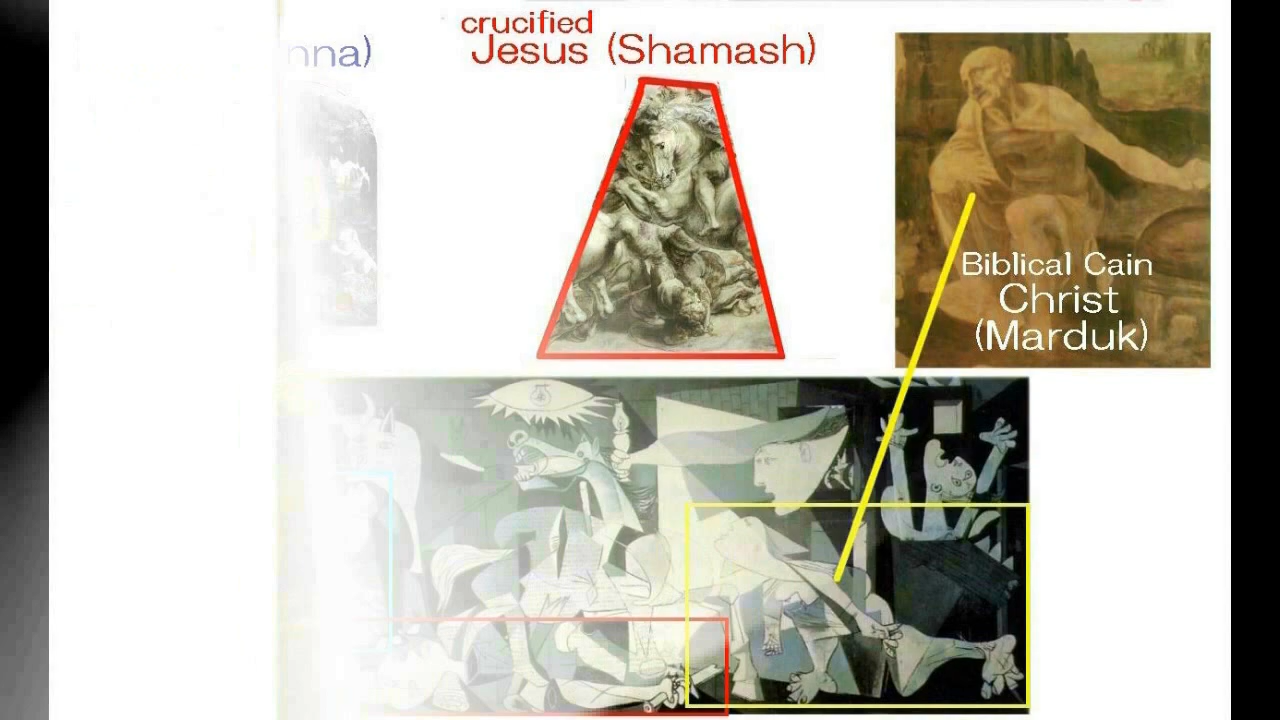 nna)
crucified
Jesus (Shamash)
Biblical Cain
Christ
(Marduk)